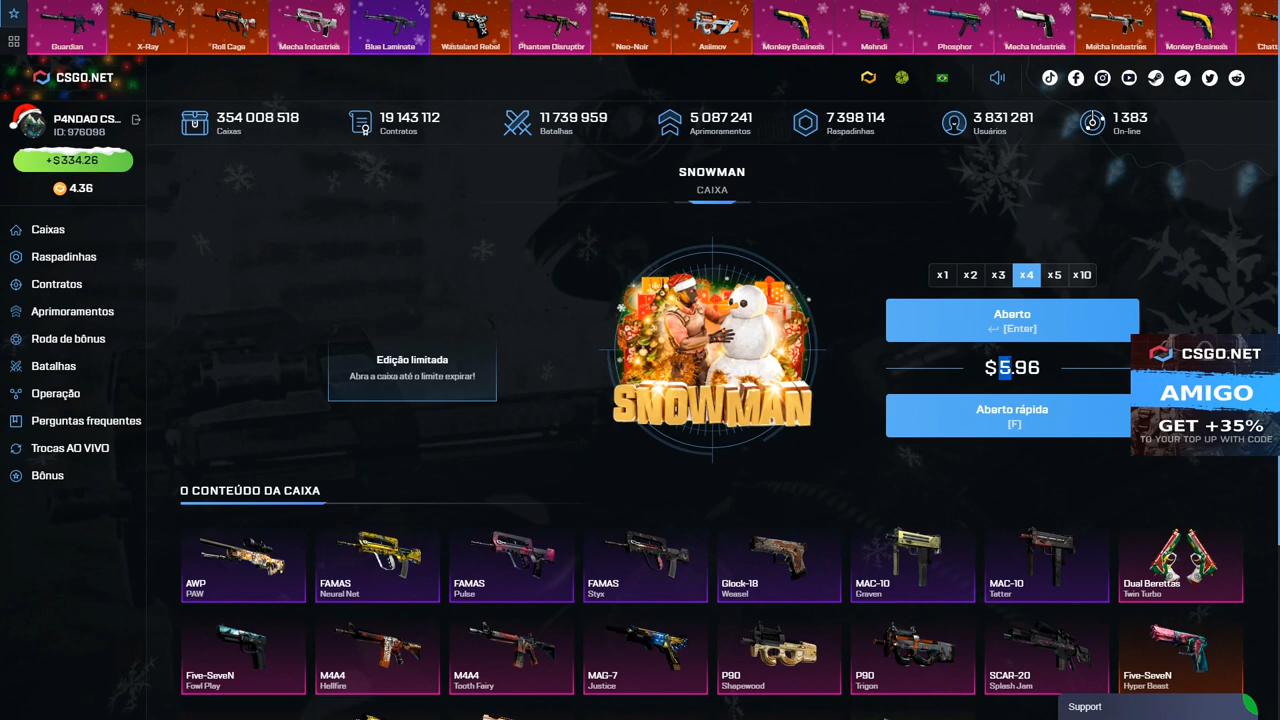 Guardian
X-Ray
Roll Cage
Mecha Industries
Blue Laminate
Wasteland Rebel
Phantom Disruptor
Neo-Noir
Asiimov
Monkey Business
Mehndi
Phosphor
Mecha Industries
Mecha Industries
Monkey Business
CSGO.NET
P4NDAO CS...
ID: 976098
+$334.26
4.36
354 008 518
Caixas
19 143 112
Contratos
11 739 959
Batalhas
5 087 241
Aprimoramentos
7 398 114
Raspadinhas
3 831 281
Usuários
1 383
On-line
Caixas
Raspadinhas
Contratos
Aprimoramentos
Roda de bônus
Batalhas
Operação
Perguntas frequentes
Trocas AO VIVO
Bônus
SNOWMAN
CAIXA
Edição limitada
Abra a caixa até o limite expirar!
SNOWMAN
x1
x2
x3
x4
x5
x10
Aberto
[Enter]
$5.96
Aberto rápida
[F]
CSGO.NET
AMIGO
GET +35%
TO YOUR TOP UP WITH CODE
O CONTEÚDO DA CAIXA
AWP
PAW
FAMAS
Neural Net
FAMAS
Pulse
FAMAS
Styx
Glock-18
Weasel
MAC-10
Graven
MAC-10
Tatter
Dual Berettas
Twin Turbo
Five-SeveN
Fowl Play
M4A4
Hellfire
M4A4
Tooth Fairy
MAG-7
Justice
P90
Shapewood
P90
Trigon
SCAR-20
Splash Jam
Five-SeveN
Hyper Beast
Support